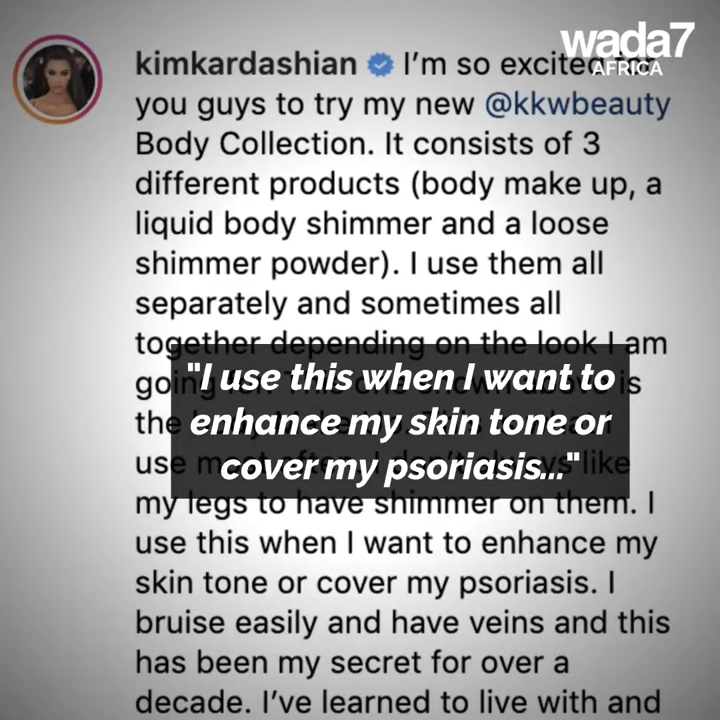 wada7
AFRICA
kimkardashian I'm so excited
you guys to try my new @kkwbeauty
Body Collection. It consists of 3
different products (body make up, a
liquid body shimmer and a loose
shimmer powder). I use them all
separately and sometimes all
together depending on the look I am
going is
the
use like
"I use this when I want to
enhance my skin tone or
cover my psoriasis..."
my legs to have shimmer on them. I
use this when I want to enhance my
skin tone or cover my psoriasis. I
bruise easily and have veins and this
has been my secret for over a
decade. I've learned to live with and